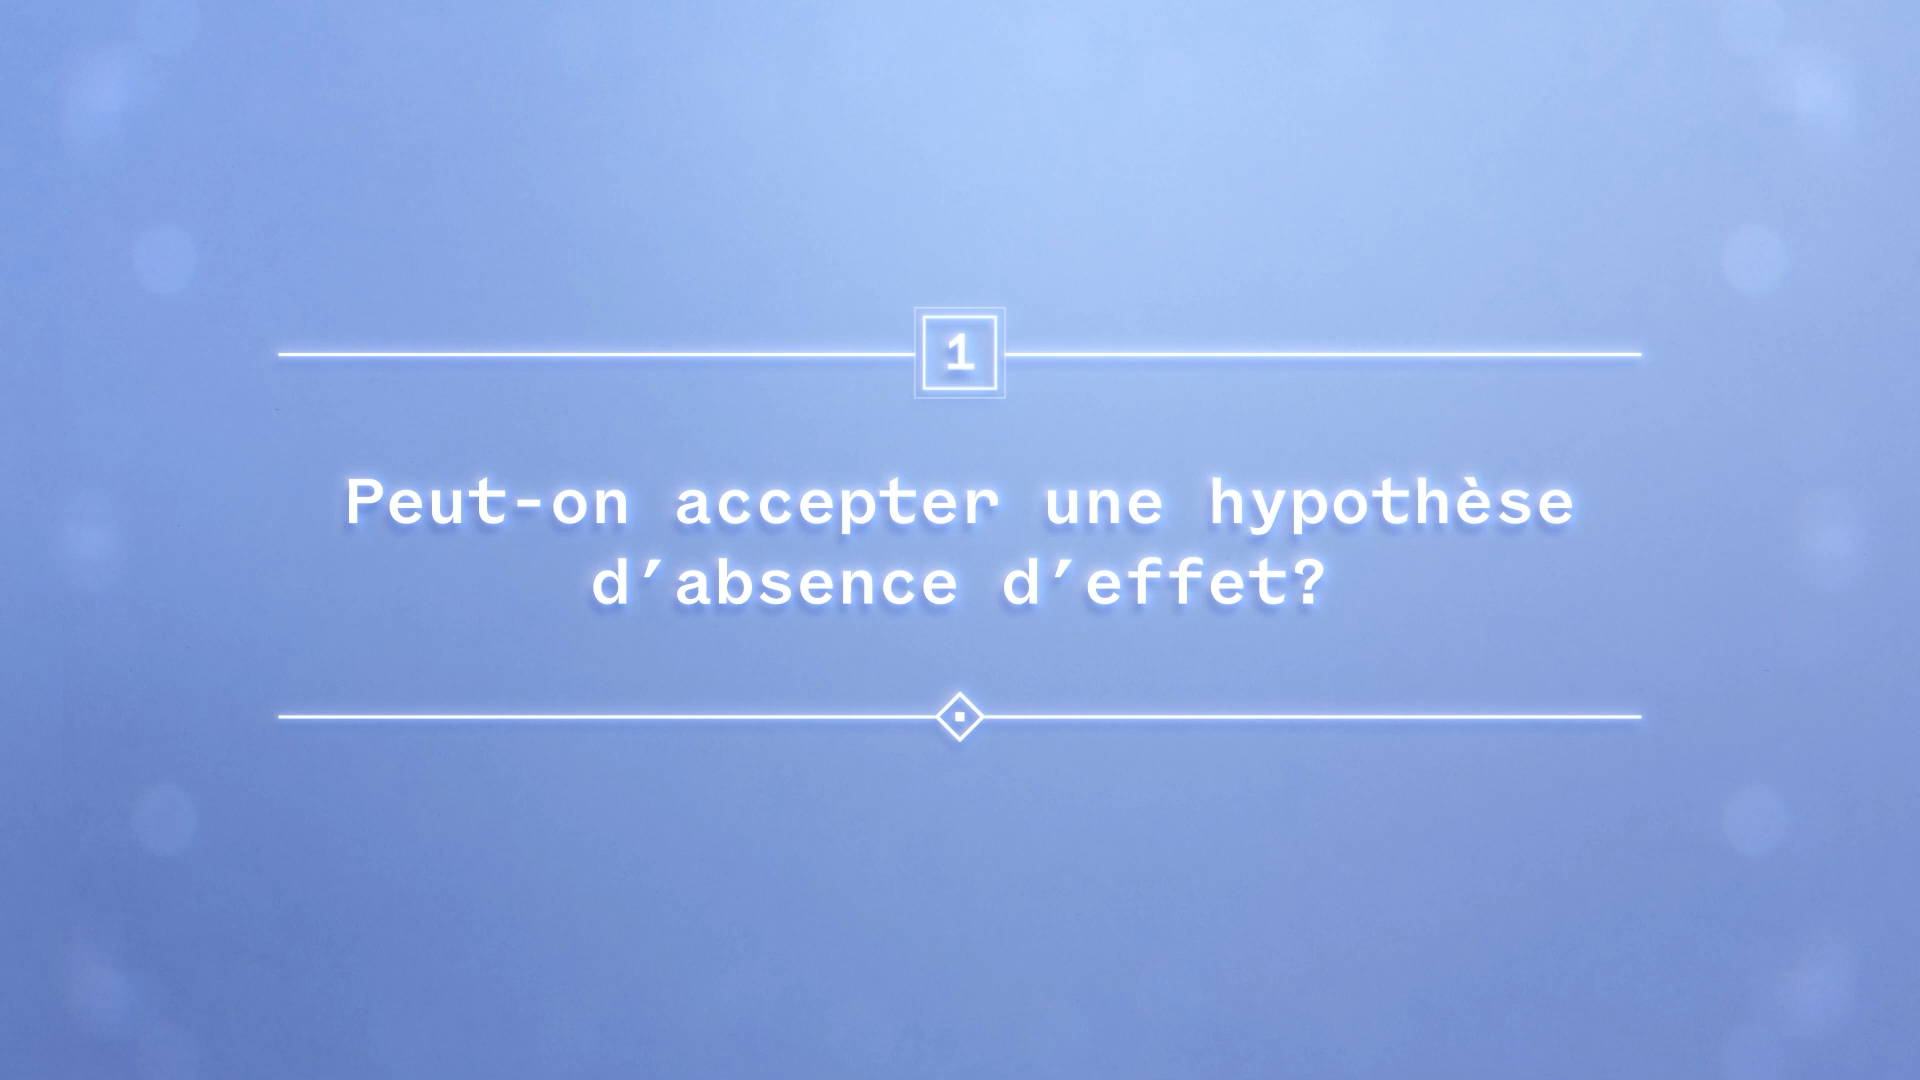 1
Peut-on accepter une hypothèse
d’absence d’effet?